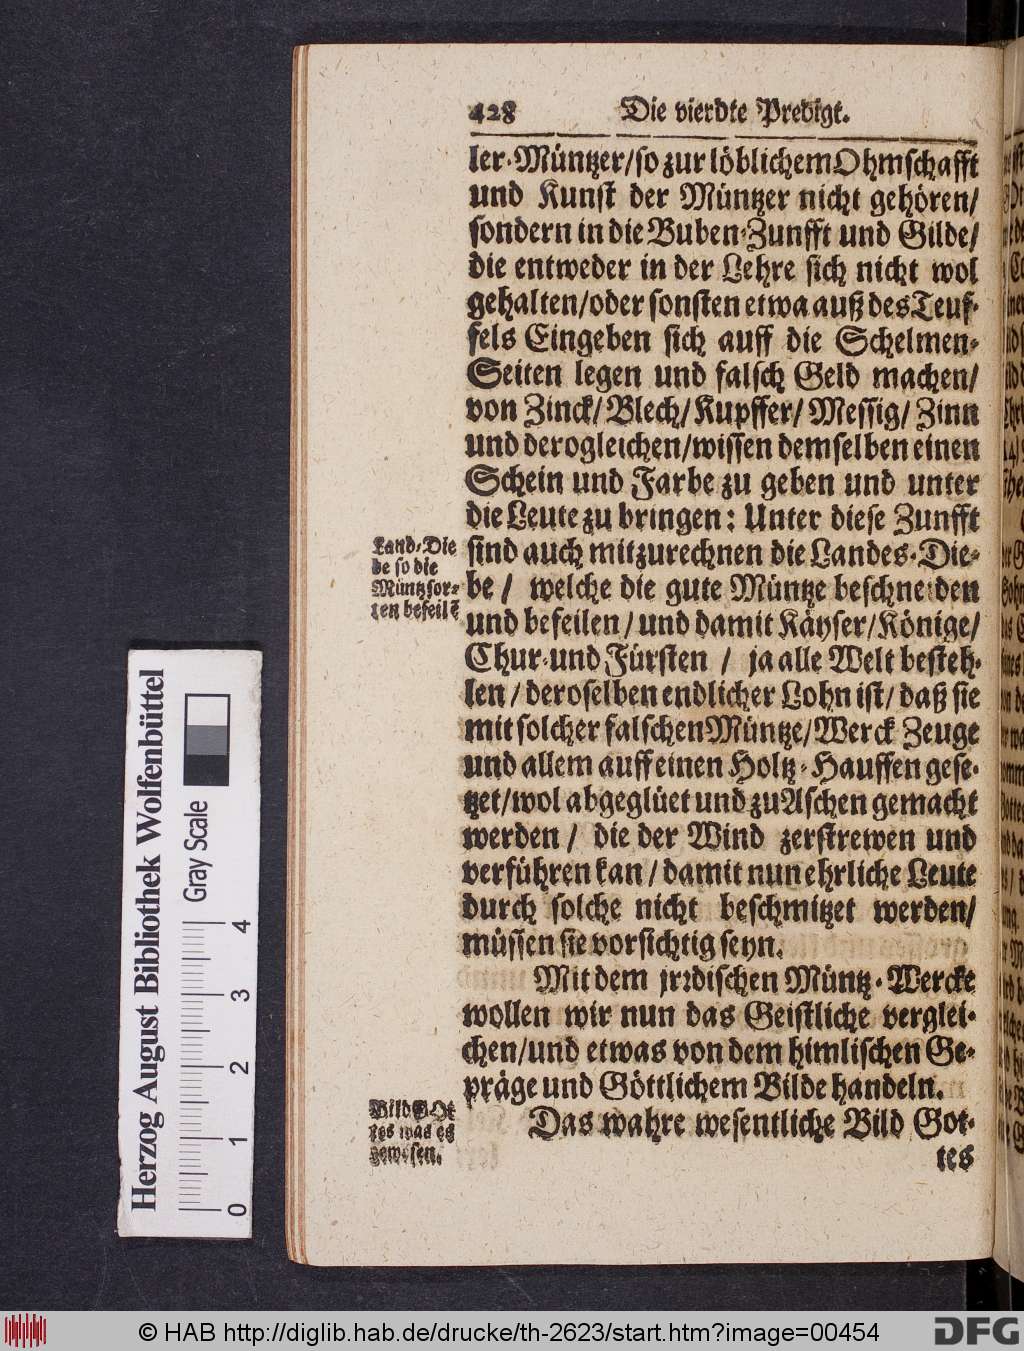 428 Die vierdte Predigt.
ler-Müntzer/so zur löblichem Ohmschafft
und Kunst der Müntzer nicht gehören/
sondern in die Buben-Zunfft und Gilde/
die entweder in der Lehre sich nicht wol
gehalten/oder sonsten etwa auß des Teuf-
fels Eingeben sich auff die Schelmen-
Seiten legen und falsch Geld machen/
von Zinck/ Blech/ Kupffer/ Messig/ Zinn
und derogleichen/wissen demselben einen
Schein und Farbe zu geben und unter
die Leute zu bringen: Unter diese Zunfft
sind auch mitzurechnen die Landes-Die-
be / welche die gute Müntze beschneiden
und befeilen/ und damit Käyser/Könige/
Chur-und Fürsten / ja alle Welt besteh-
len / deroselben endlicher Lohn ist/ daß sie
mit solcher falschen Müntze/Werck Zeuge
und allem auff einen Holtz-Hauffen gese-
tzet/wol abgeglüet und zu Aschen gemacht
werden / die der Wind zerstrewen und
verführen kan / damit nun ehrliche Leute
durch solche nicht beschmitzet werden/
müssen sie vorsichtig seyn.
Mit dem jrrdischen Müntz-Wercke
wollen wir nun das Geistliche verglei-
chen/und etwas von dem himlischen Ge-
präge und Göttlichem Bilde handeln.
Das wahre wesentliche Bild Got-
tes
Land-Die
be so die
Müntzsor-
ten befeilē
Bild GOt
tes was es
gewesen.
Herzog August Bibliothek Wolfenbüttel
Gray Scale
0 1 2 3 4
© HAB http://diglib.hab.de/drucke/th-2623/start.htm?image=00454
DFG